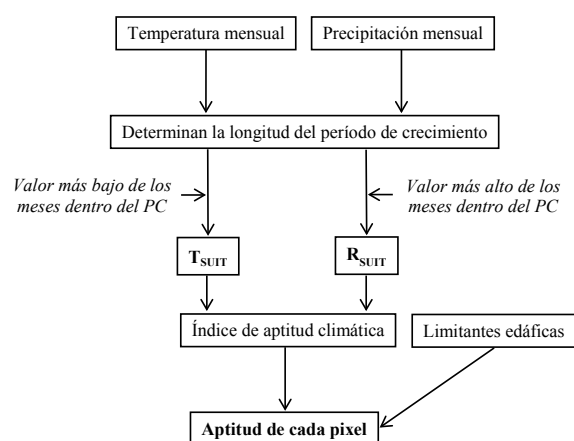 Temperatura mensual
Precipitación mensual
Determinan la longitud del período de crecimiento
Valor más bajo de los
meses dentro del PC
Valor más alto de los
meses dentro del PC
TSUIT
RSUIT
Índice de aptitud climática
Limitantes edáficas
Aptitud de cada pixel